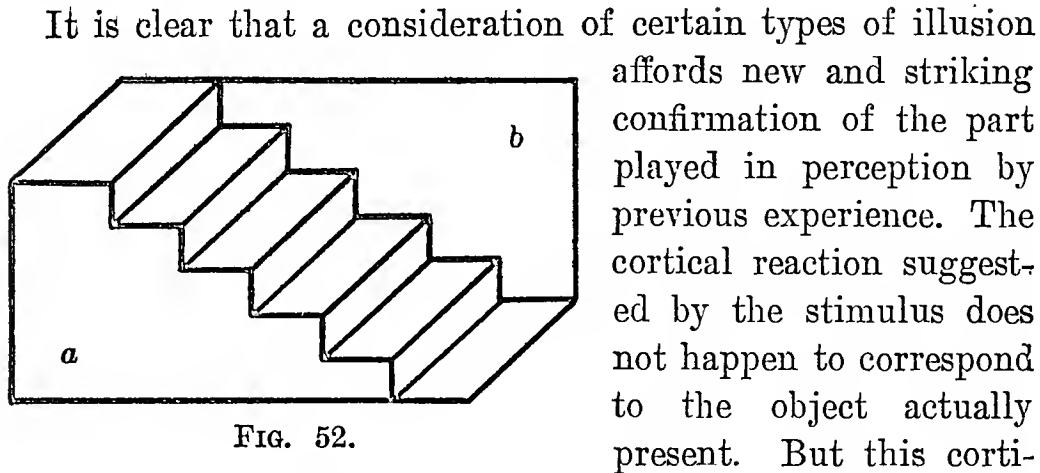 It is clear that a consideration of certain types of illusion
affords new and striking
confirmation of the part
played in perception by
previous experience. The
cortical reaction suggest-
ed by the stimulus does
not happen to correspond
to the object actually
present. But this corti-
b
a
FIG. 52.